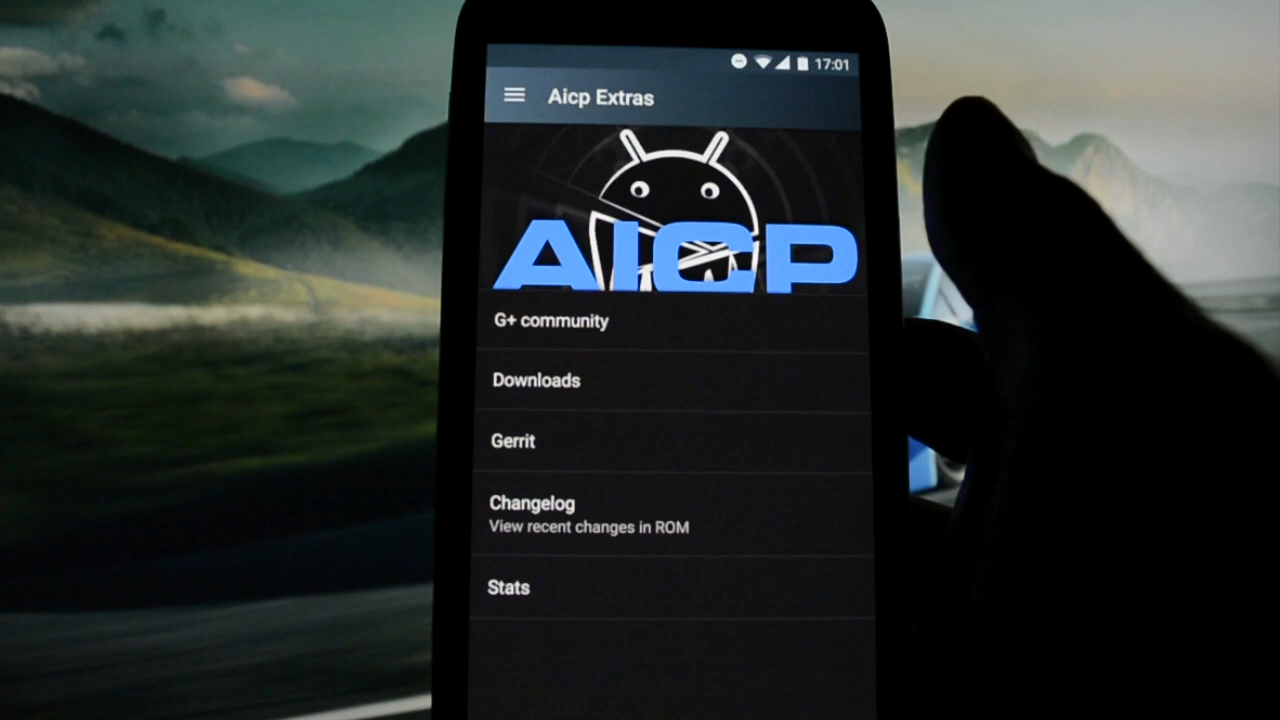 17:01
Aicp Extras
AICP
G+ community
Downloads
Gerrit
Changelog
View recent changes in ROM
Stats